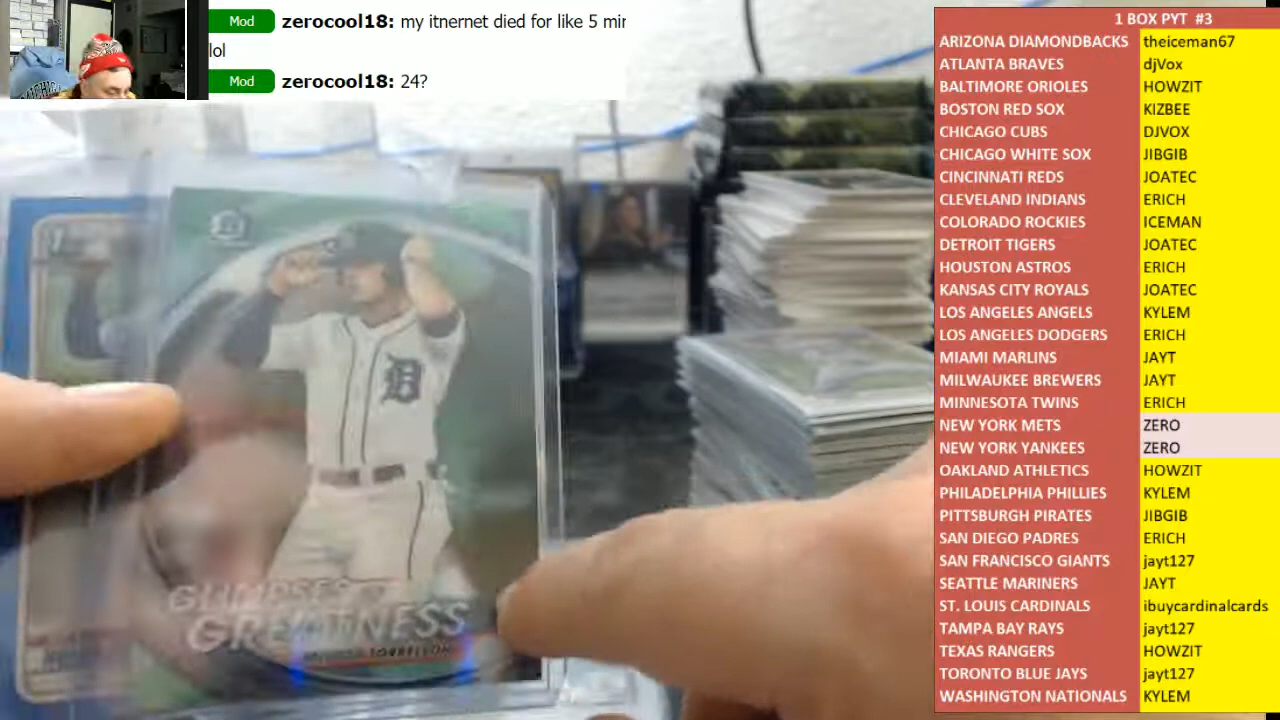 Mod zerocool18: my itnernet died for like 5 mir
lol
Mod zerocool18: 24?
GLIMPSES OF
GREATNESS
TORKELSON
D
1 BOX PYT #3
ARIZONA DIAMONDBACKS theiceman67
ATLANTA BRAVES djVox
BALTIMORE ORIOLES HOWZIT
BOSTON RED SOX KIZBEE
CHICAGO CUBS DJVOX
CHICAGO WHITE SOX JIBGIB
CINCINNATI REDS JOATEC
CLEVELAND INDIANS ERICH
COLORADO ROCKIES ICEMAN
DETROIT TIGERS JOATEC
HOUSTON ASTROS ERICH
KANSAS CITY ROYALS JOATEC
LOS ANGELES ANGELS KYLEM
LOS ANGELES DODGERS ERICH
MIAMI MARLINS JAYT
MILWAUKEE BREWERS JAYT
MINNESOTA TWINS ERICH
NEW YORK METS ZERO
NEW YORK YANKEES ZERO
OAKLAND ATHLETICS HOWZIT
PHILADELPHIA PHILLIES KYLEM
PITTSBURGH PIRATES JIBGIB
SAN DIEGO PADRES ERICH
SAN FRANCISCO GIANTS jayt127
SEATTLE MARINERS JAYT
ST. LOUIS CARDINALS ibuycardinalcards
TAMPA BAY RAYS jayt127
TEXAS RANGERS HOWZIT
TORONTO BLUE JAYS jayt127
WASHINGTON NATIONALS KYLEM